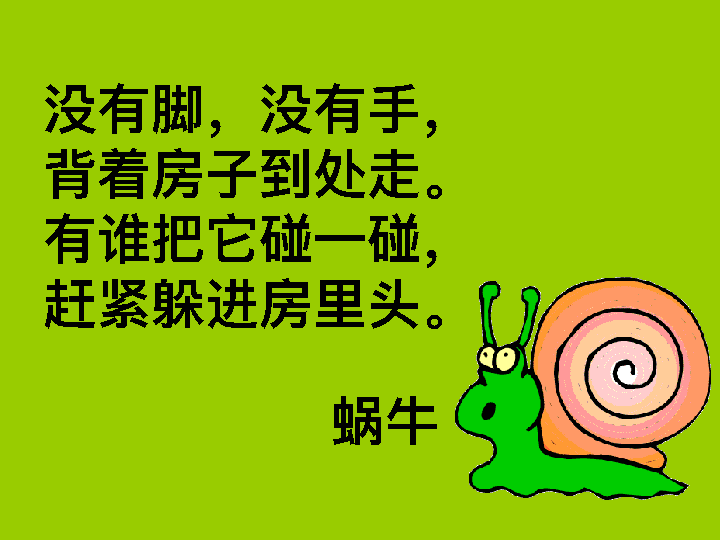 没有脚，没有手，
背着房子到处走。
有谁把它碰一碰，
赶紧躲进房里头。
蜗牛